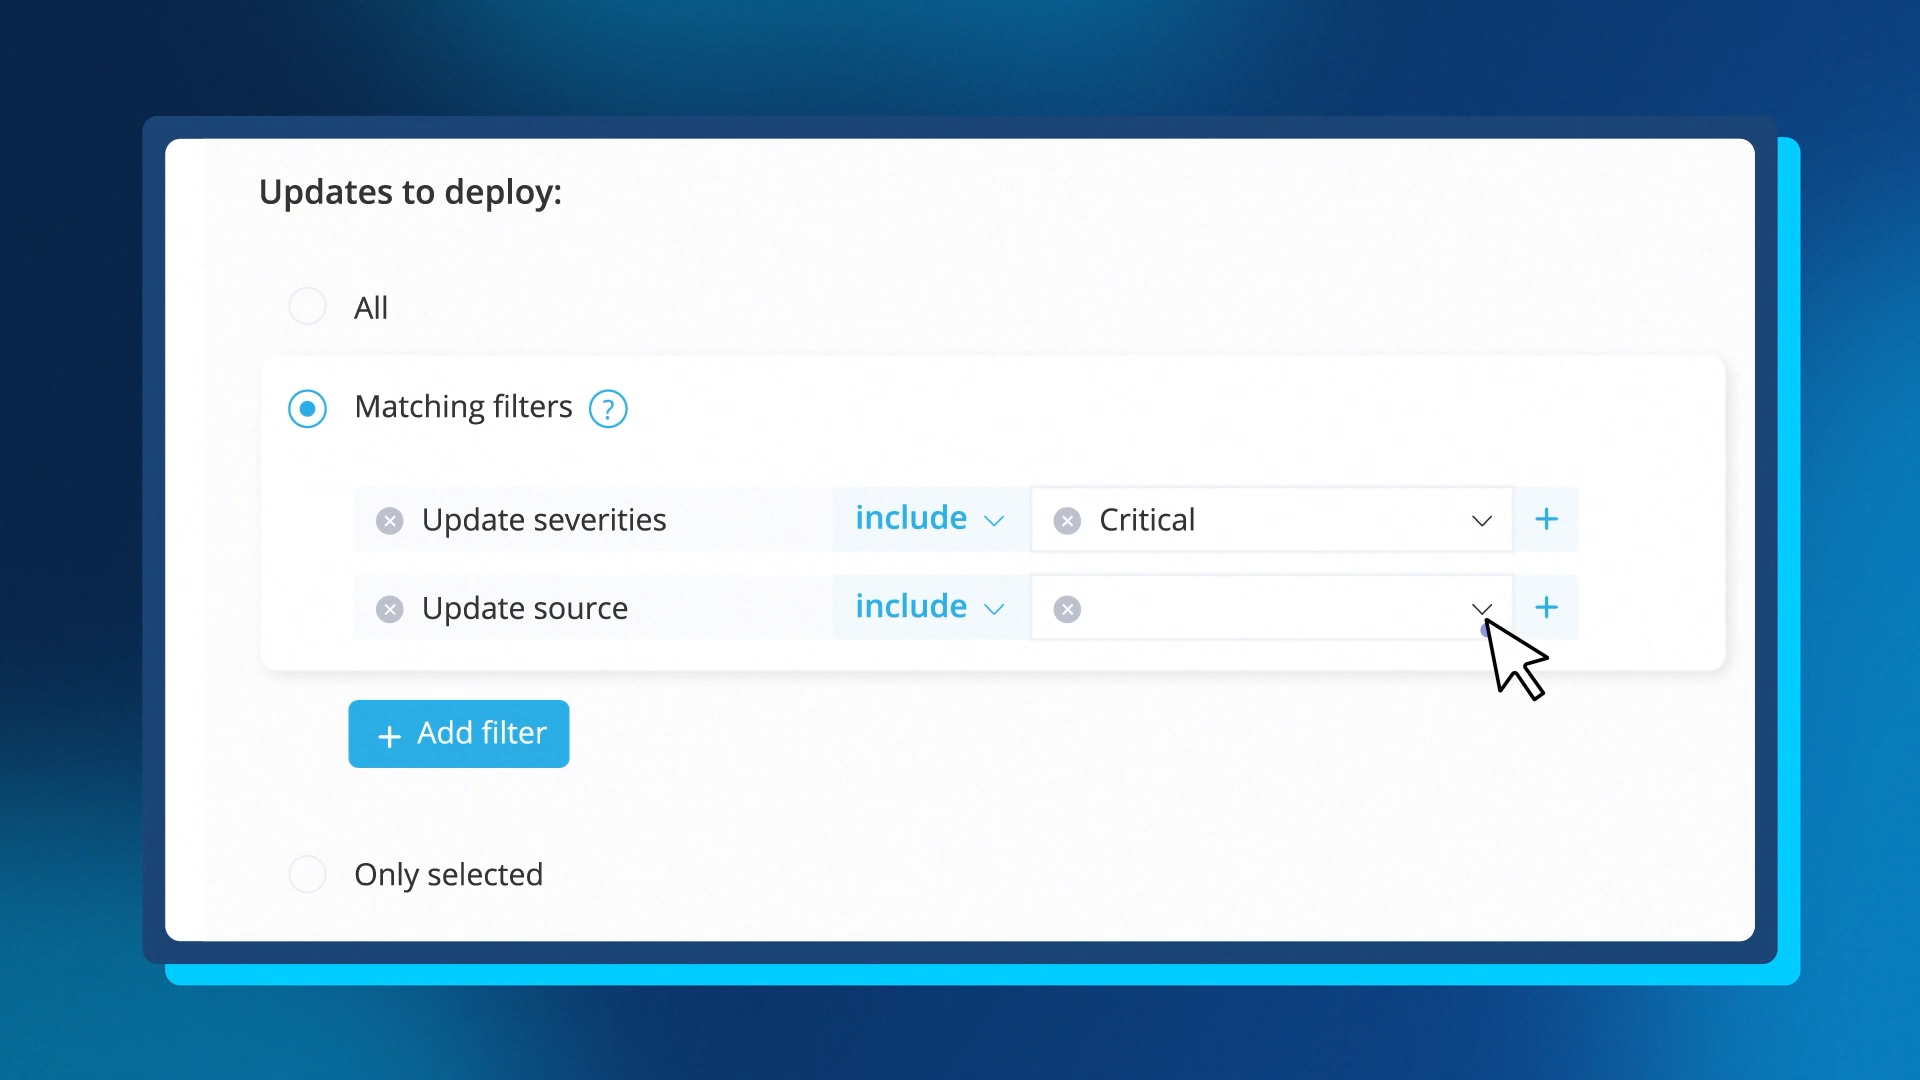 Updates to deploy:
All
Matching filters ?
Update severities include Critical +
Update source include +
+ Add filter
Only selected